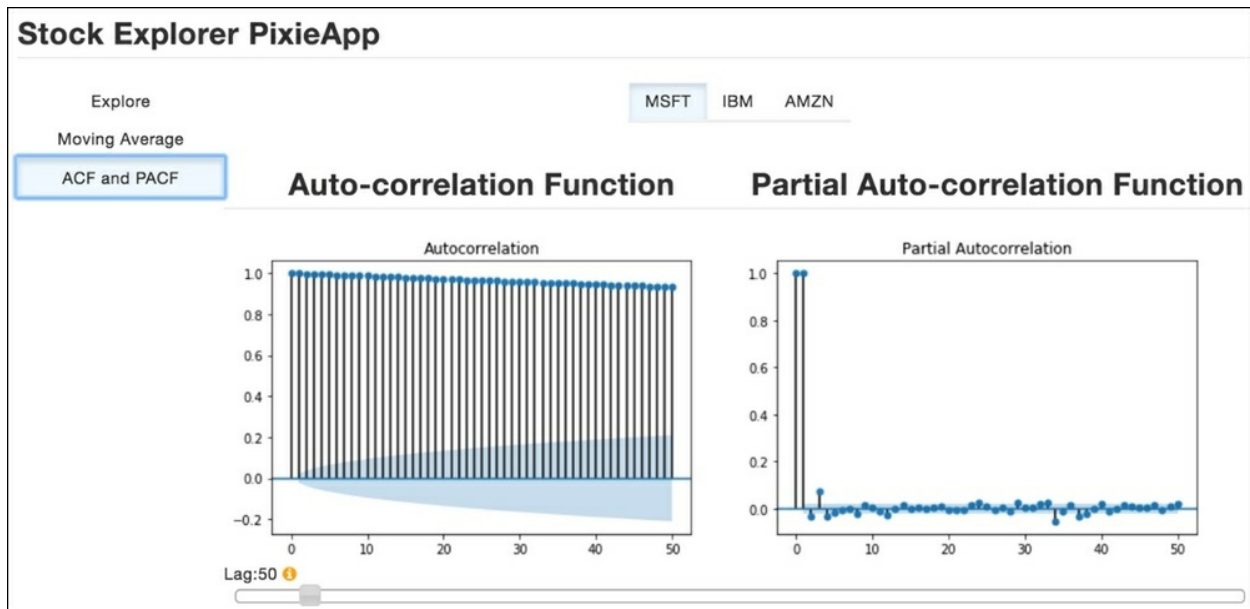 Stock Explorer PixieApp
Explore
Moving Average
ACF and PACF
MSFT IBM AMZN
Auto-correlation Function
Partial Auto-correlation Function
Autocorrelation
1.0
0.8
0.6
0.4
0.2
0.0
−0.2
0 10 20 30 40 50
Partial Autocorrelation
1.0
0.8
0.6
0.4
0.2
0.0
0 10 20 30 40 50
Lag:50